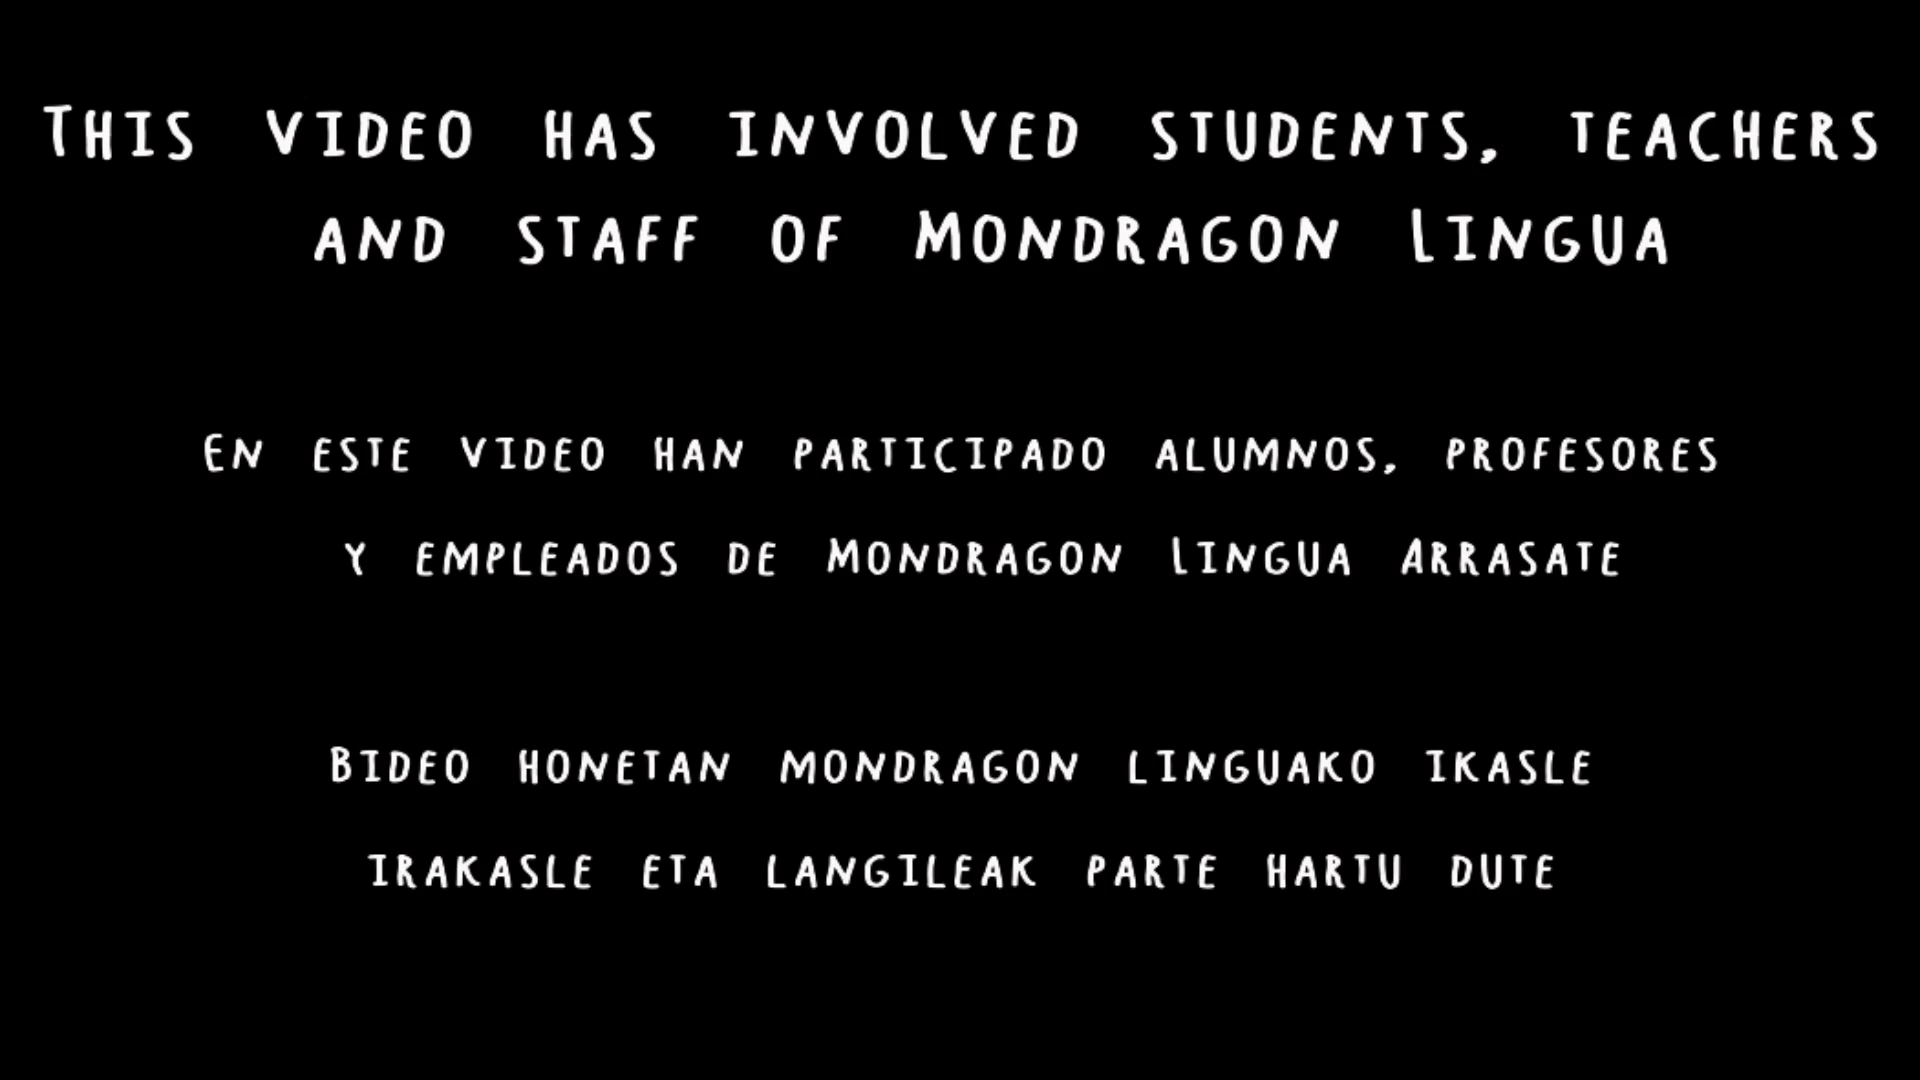 This video has involved students, teachers
and staff of Mondragon Lingua
En este video han participado alumnos, profesores
y empleados de Mondragon Lingua Arrasate
Bideo honetan mondragon linguako ikasle
irakasle eta langileak parte hartu dute